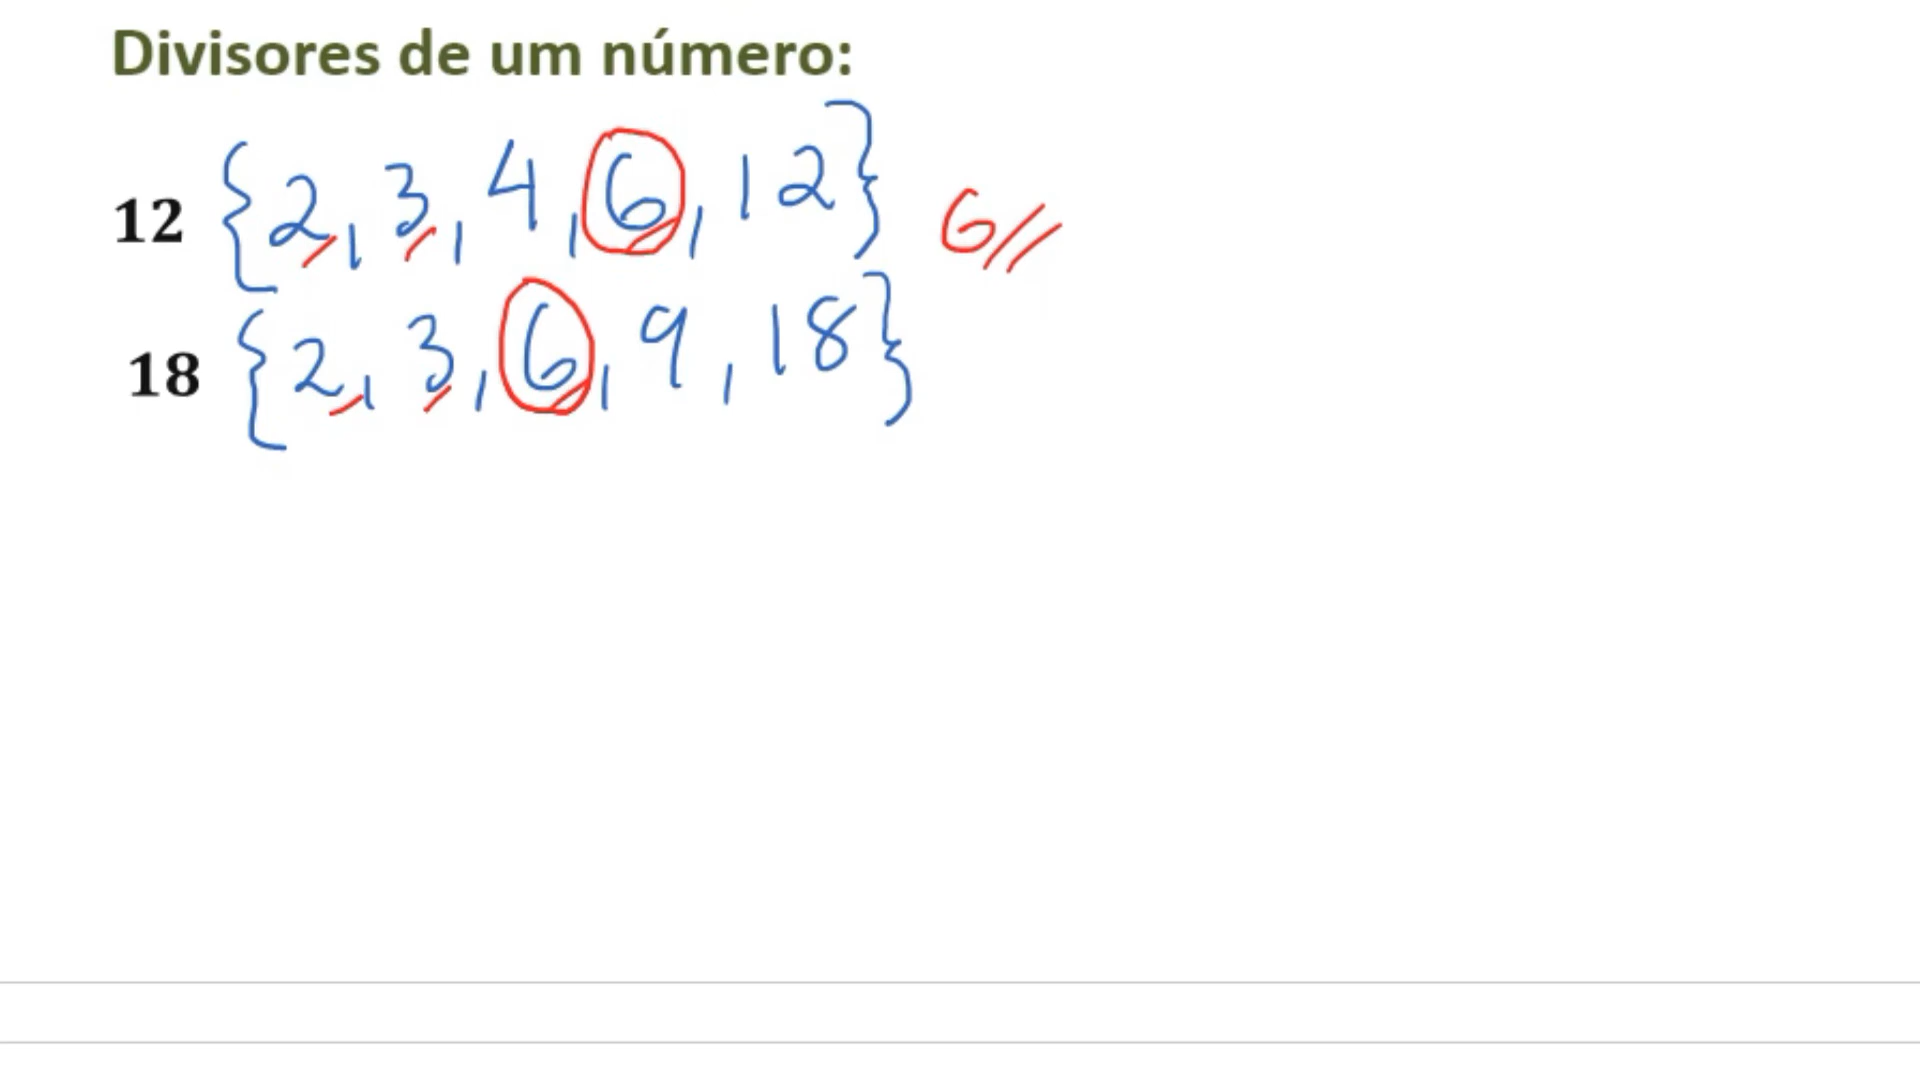 Divisores de um número:
12 {2, 3, 4, 6, 12} 6//
18 {2, 3, 6, 9, 18}